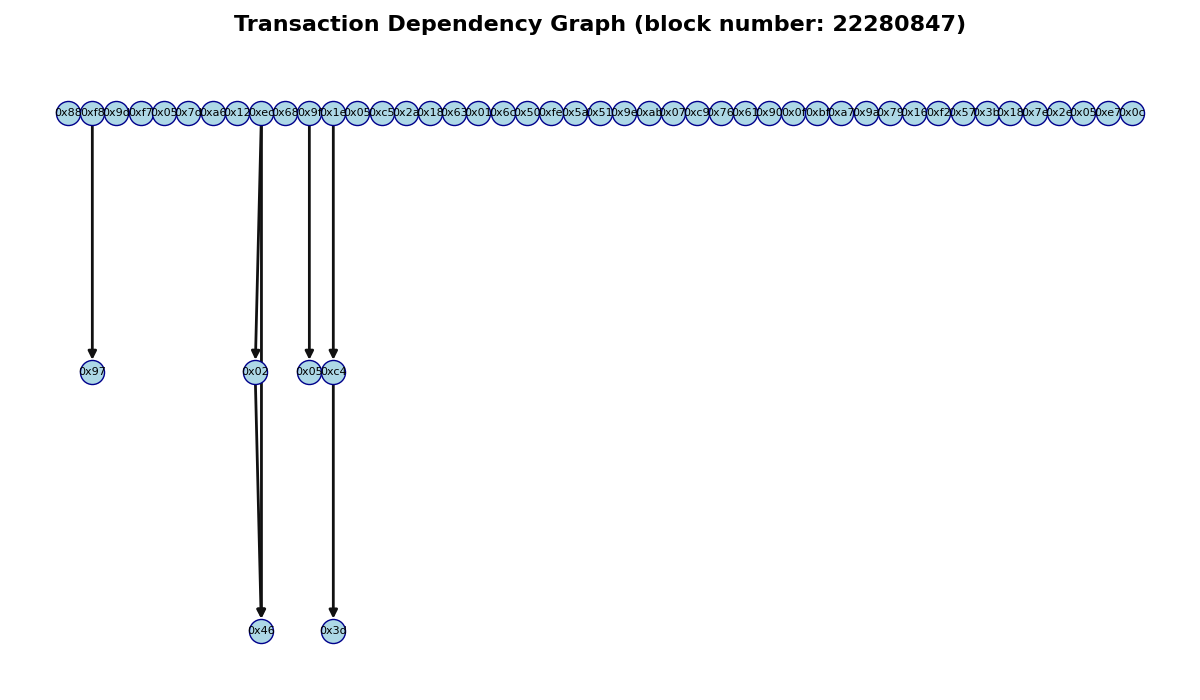 Transaction Dependency Graph (block number: 22280847)
0x88 0xf8 0x9d 0xf7 0x05 0x7d 0xa6 0x12 0xec 0x68 0x9f 0x1e 0x05 0xc5 0x2a 0x18 0x63 0x01 0x6c 0x50 0xfe 0x5a 0x51 0x9e 0xab 0x07 0xc9 0x76 0x61 0x90 0x0f 0xbf 0xa7 0x9a 0x79 0x16 0xf2 0x57 0x3b 0x18 0x7e 0x2e 0x05 0xe7 0x0c
0x97 0x02 0x05 0xc4
0x46 0x3d